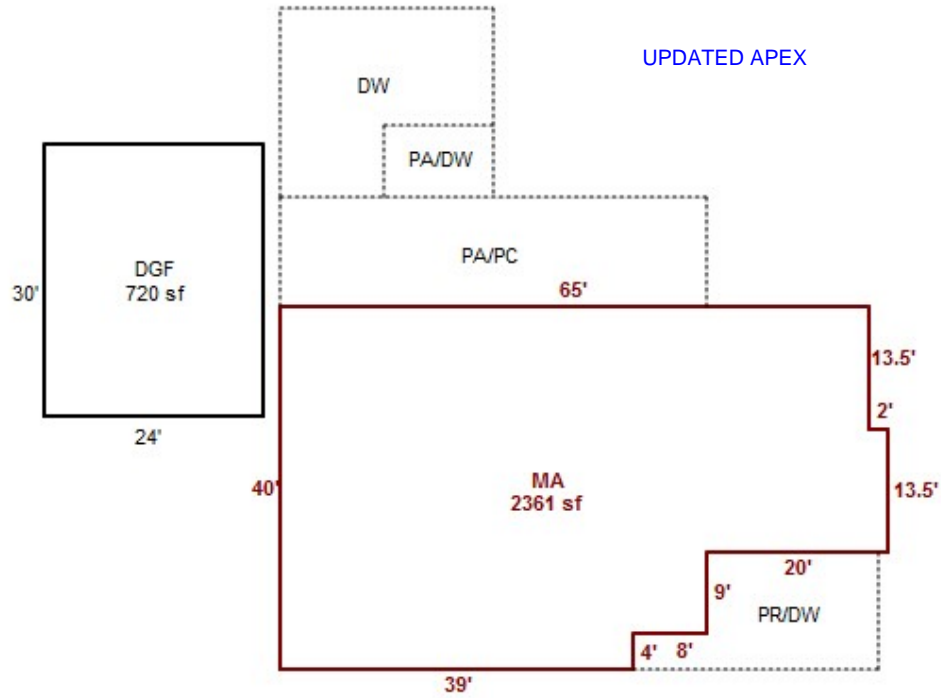 UPDATED APEX
DW
PA/DW
PA/PC
DGF
720 sf
30'
24'
65'
13.5'
2'
40'
MA
2361 sf
13.5'
20'
9'
PR/DW
4'
8'
39'